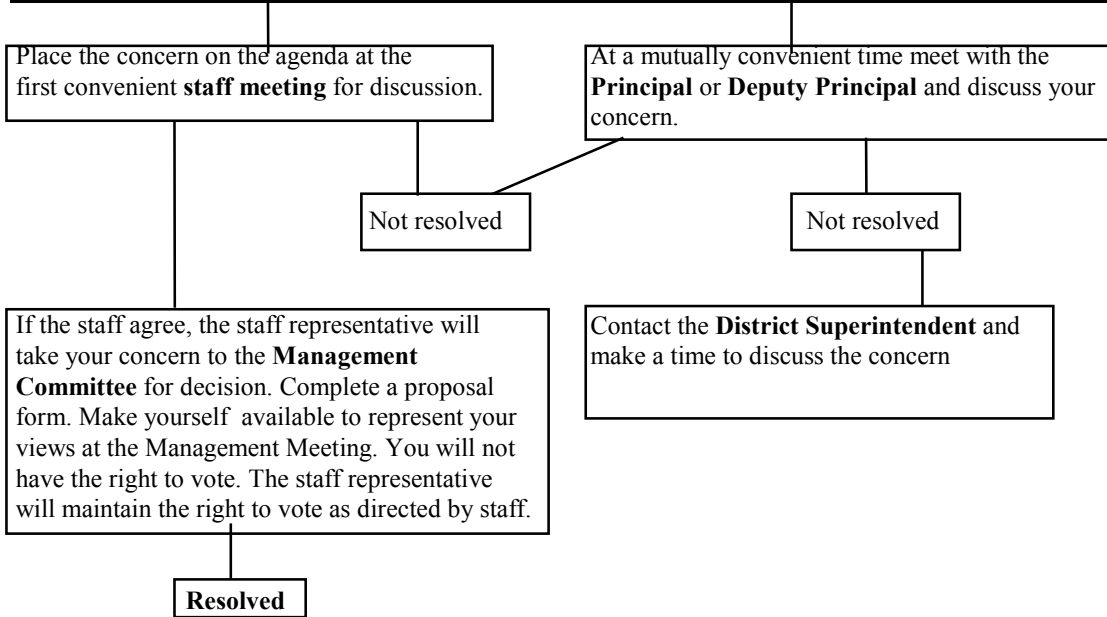 Place the concern on the agenda at the
first convenient staff meeting for discussion.
At a mutually convenient time meet with the
Principal or Deputy Principal and discuss your
concern.
Not resolved
Not resolved
If the staff agree, the staff representative will
take your concern to the Management
Committee for decision. Complete a proposal
form. Make yourself available to represent your
views at the Management Meeting. You will not
have the right to vote. The staff representative
will maintain the right to vote as directed by staff.
Contact the District Superintendent and
make a time to discuss the concern
Resolved